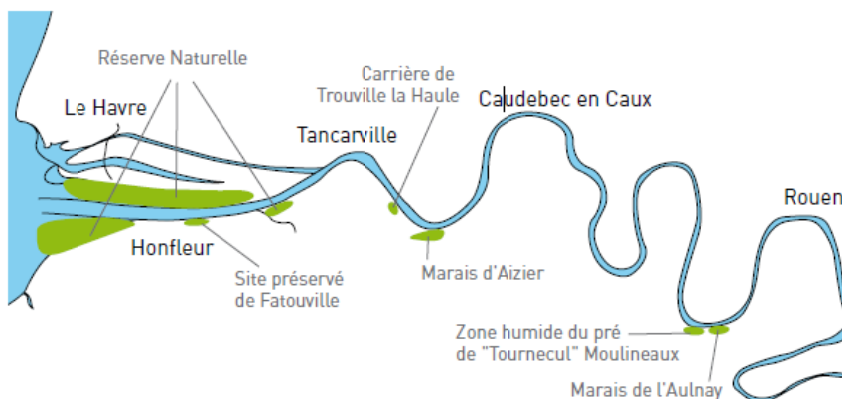 Réserve Naturelle
Carrière de
Trouville la Haule
Caudebec en Caux
Le Havre
Tancarville
Rouen
Honfleur
Site préservé
de Fatouville
Marais d'Aizier
Zone humide du pré
de "Tournecul" Moulineaux
Marais de l'Aulnay